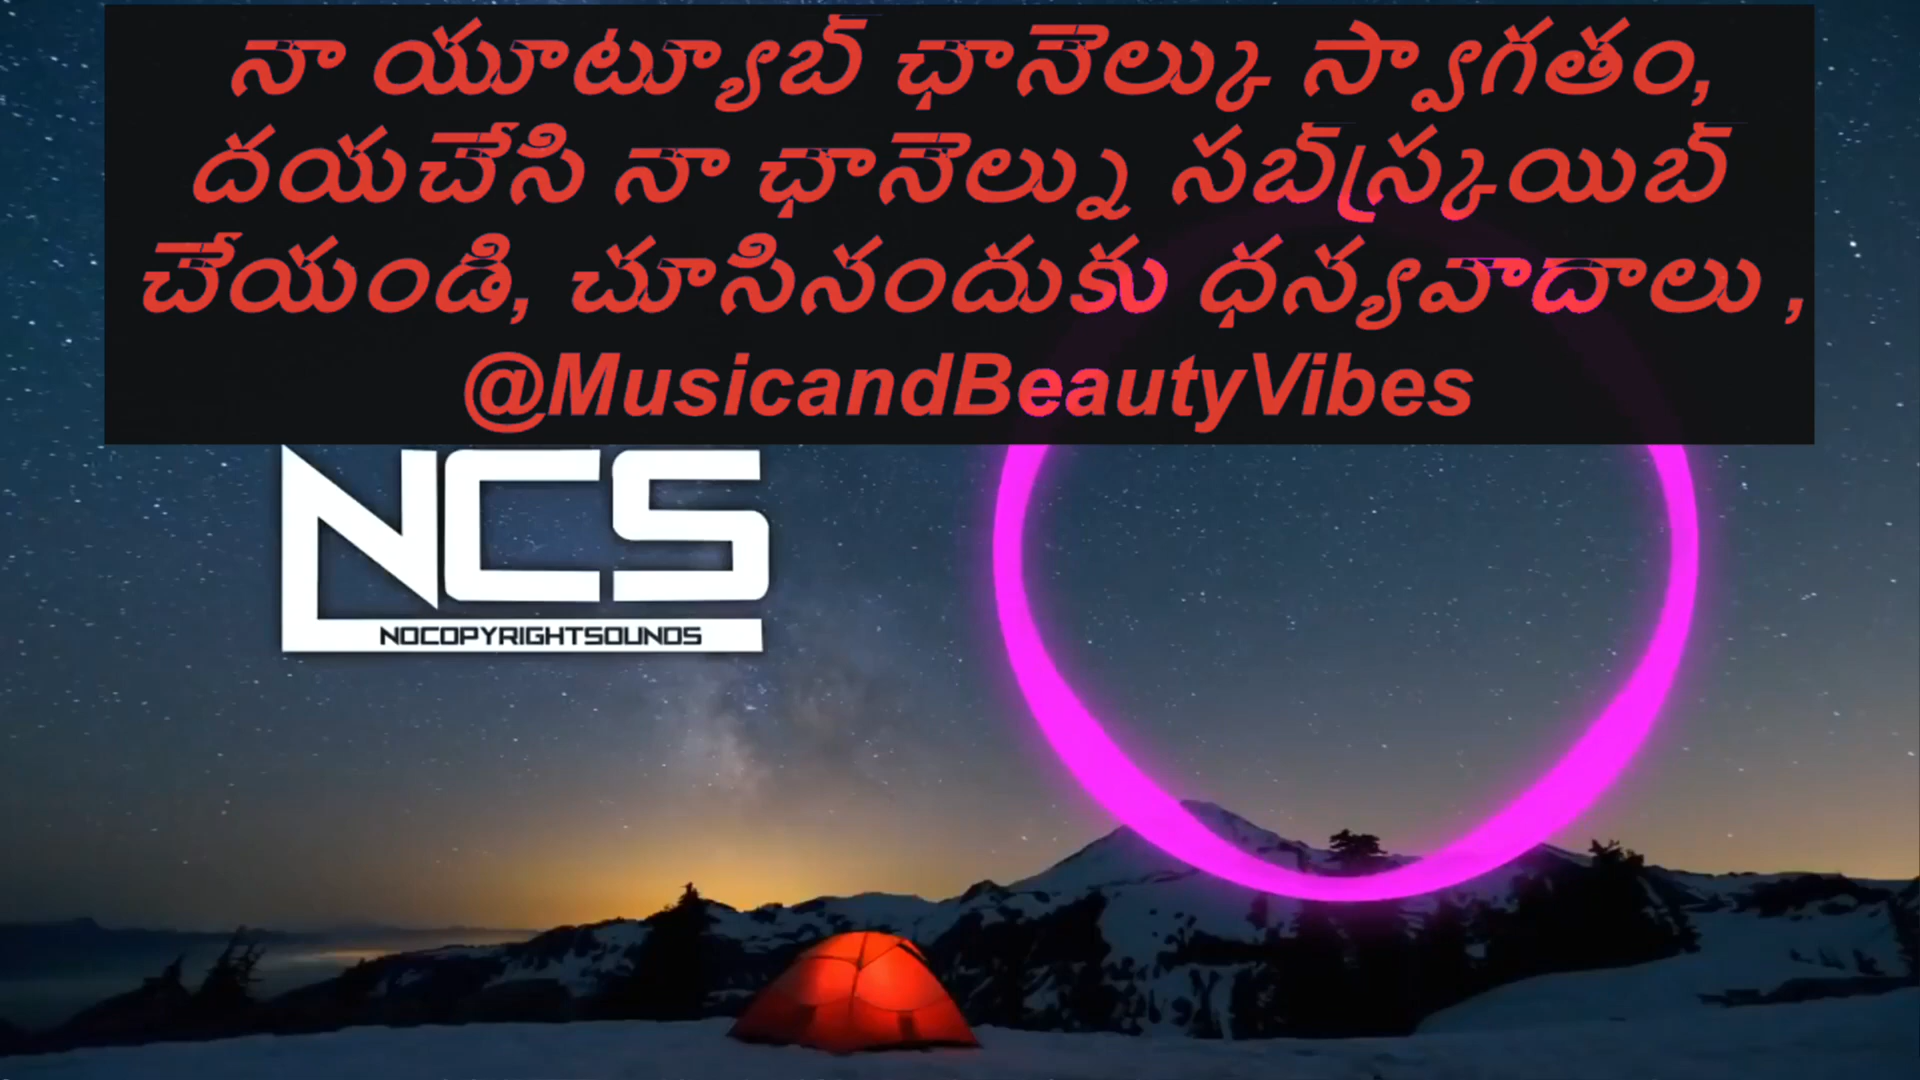 నా యూట్యూబ్ ఛానెల్కు స్వాగతం,
దయచేసి నా ఛానెల్ను సబ్స్క్రయిబ్
చేయండి, చూసినందుకు ధన్యవాదాలు ,
@MusicandBeautyVibes
NCS
NOCOPYRIGHTSOUNDS